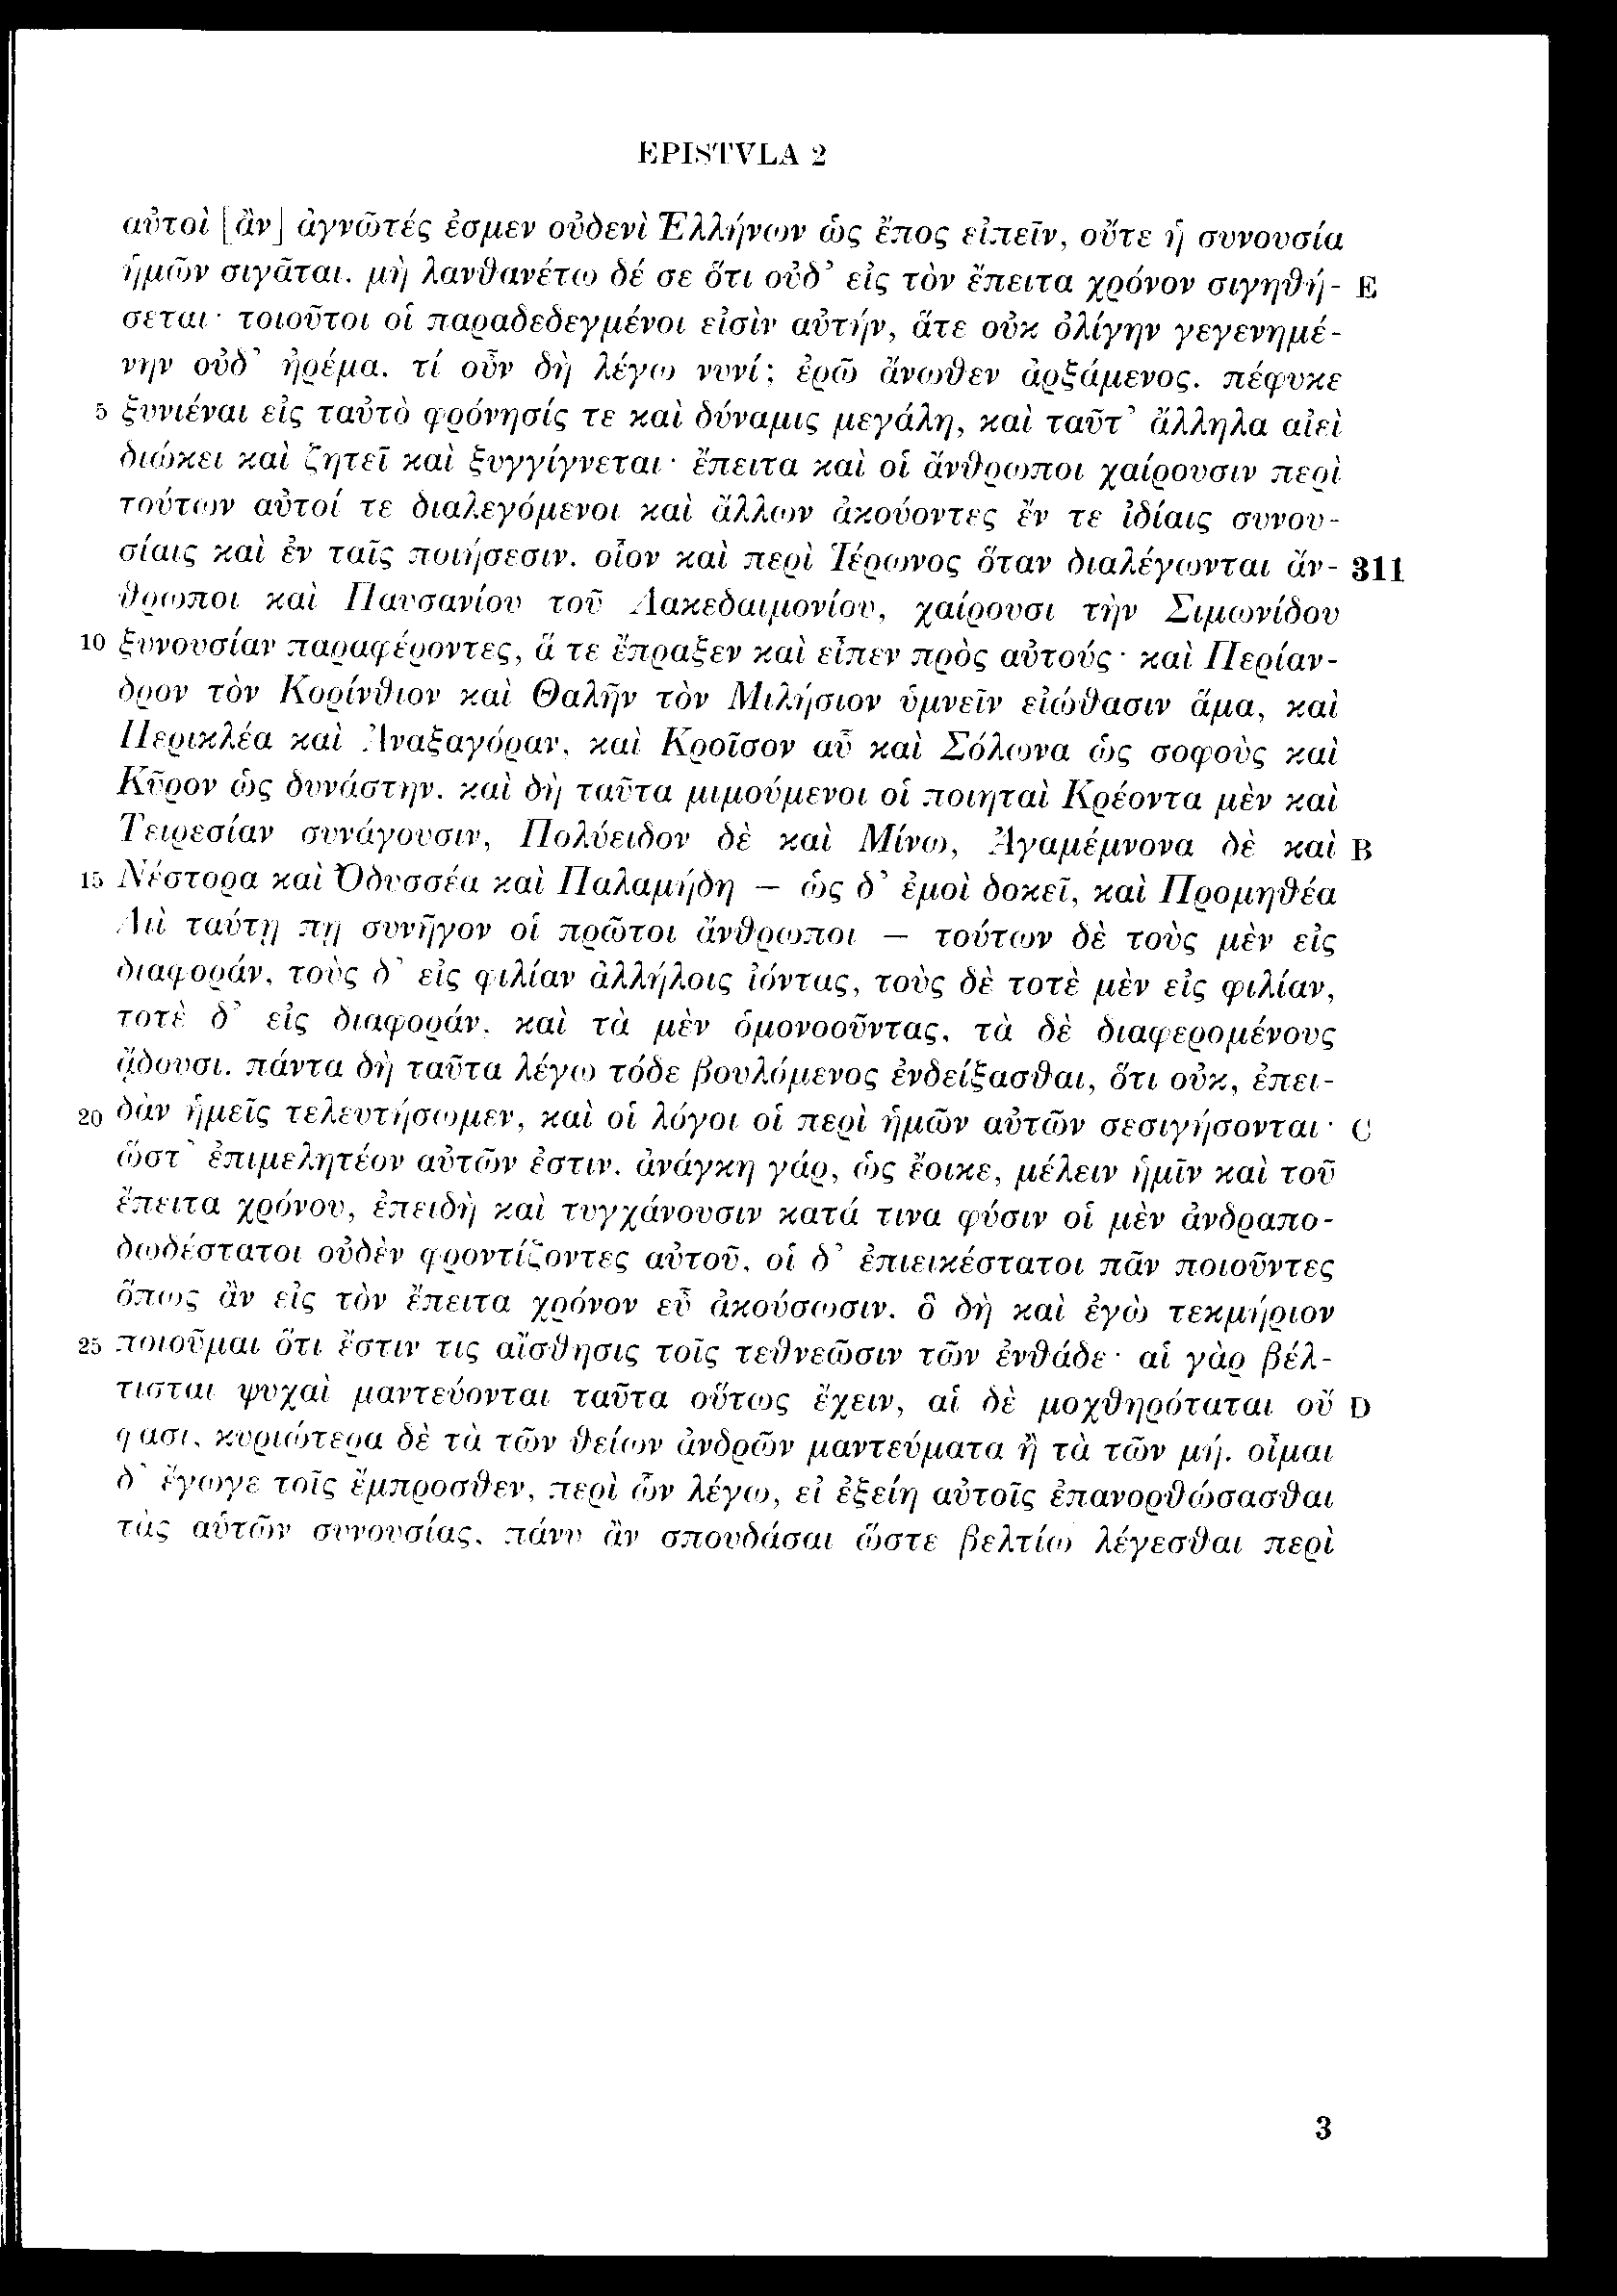 EPISTVLA 2
αὐτοὶ [ἂν] ἀγνῶτές ἐσμεν οὐδενὶ Ἑλλήνων ὡς ἔπος εἰπεῖν, οὔτε ἡ συνουσία
ἡμῶν σιγᾶται. μὴ λανθανέτω δέ σε ὅτι οὐδ’ εἰς τὸν ἔπειτα χρόνον σιγηθή- E
σεται· τοιοῦτοι οἱ παραδεδεγμένοι εἰσὶν αὐτήν, ἅτε οὐκ ὀλίγην γεγενημέ-
νην οὐδ’ ἠρέμα. τί οὖν δὴ λέγω νυνί; ἐρῶ ἄνωθεν ἀρξάμενος. πέφυκε
5 ξυνιέναι εἰς ταὐτὸ φρόνησίς τε καὶ δύναμις μεγάλη, καὶ ταῦτ’ ἄλληλα αἰεὶ
διώκει καὶ ζητεῖ καὶ ξυγγίγνεται· ἔπειτα καὶ οἱ ἄνθρωποι χαίρουσιν περὶ
τούτων αὐτοί τε διαλεγόμενοι καὶ ἄλλων ἀκούοντες ἔν τε ἰδίαις συνου-
σίαις καὶ ἐν ταῖς ποιήσεσιν. οἷον καὶ περὶ Ἱέρωνος ὅταν διαλέγωνται ἄν- 311
θρωποι καὶ Παυσανίου τοῦ Λακεδαιμονίου, χαίρουσι τὴν Σιμωνίδου
10 ξυνουσίαν παραφέροντες, ἅ τε ἔπραξεν καὶ εἶπεν πρὸς αὐτούς· καὶ Περίαν-
δρον τὸν Κορίνθιον καὶ Θαλῆν τὸν Μιλήσιον ὑμνεῖν εἰώθασιν ἅμα, καὶ
Περικλέα καὶ Ἀναξαγόραν, καὶ Κροῖσον αὖ καὶ Σόλωνα ὡς σοφοὺς καὶ
Κῦρον ὡς δυνάστην. καὶ δὴ ταῦτα μιμούμενοι οἱ ποιηταὶ Κρέοντα μὲν καὶ
Τειρεσίαν συνάγουσιν, Πολύειδον δὲ καὶ Μίνω, Ἀγαμέμνονα δὲ καὶ B
15 Νέστορα καὶ Ὀδυσσέα καὶ Παλαμήδη – ὡς δ’ ἐμοὶ δοκεῖ, καὶ Προμηθέα
Διὶ ταύτῃ πῃ συνῆγον οἱ πρῶτοι ἄνθρωποι – τούτων δὲ τοὺς μὲν εἰς
διαφοράν, τοὺς δ’ εἰς φιλίαν ἀλλήλοις ἰόντας, τοὺς δὲ τοτὲ μὲν εἰς φιλίαν,
τοτὲ δ’ εἰς διαφοράν, καὶ τὰ μὲν ὁμονοοῦντας, τὰ δὲ διαφερομένους
ᾄδουσι. πάντα δὴ ταῦτα λέγω τόδε βουλόμενος ἐνδείξασθαι, ὅτι οὐκ, ἐπει-
20 δὰν ἡμεῖς τελευτήσωμεν, καὶ οἱ λόγοι οἱ περὶ ἡμῶν αὐτῶν σεσιγήσονται· C
ὥστ’ ἐπιμελητέον αὐτῶν ἐστιν. ἀνάγκη γάρ, ὡς ἔοικε, μέλειν ἡμῖν καὶ τοῦ
ἔπειτα χρόνου, ἐπειδὴ καὶ τυγχάνουσιν κατά τινα φύσιν οἱ μὲν ἀνδραπο-
δωδέστατοι οὐδὲν φροντίζοντες αὐτοῦ, οἱ δ’ ἐπιεικέστατοι πᾶν ποιοῦντες
ὅπως ἂν εἰς τὸν ἔπειτα χρόνον εὖ ἀκούσωσιν. ὃ δὴ καὶ ἐγὼ τεκμήριον
25 ποιοῦμαι ὅτι ἔστιν τις αἴσθησις τοῖς τεθνεῶσιν τῶν ἐνθάδε· αἱ γὰρ βέλ-
τισται ψυχαὶ μαντεύονται ταῦτα οὕτως ἔχειν, αἱ δὲ μοχθηρόταται οὔ D
φασι, κυριώτερα δὲ τὰ τῶν θείων ἀνδρῶν μαντεύματα ἢ τὰ τῶν μή. οἶμαι
δ’ ἔγωγε τοῖς ἔμπροσθεν, περὶ ὧν λέγω, εἰ ἐξείη αὐτοῖς ἐπανορθώσασθαι
τὰς αὑτῶν συνουσίας, πάνυ ἂν σπουδάσαι ὥστε βελτίω λέγεσθαι περὶ
3